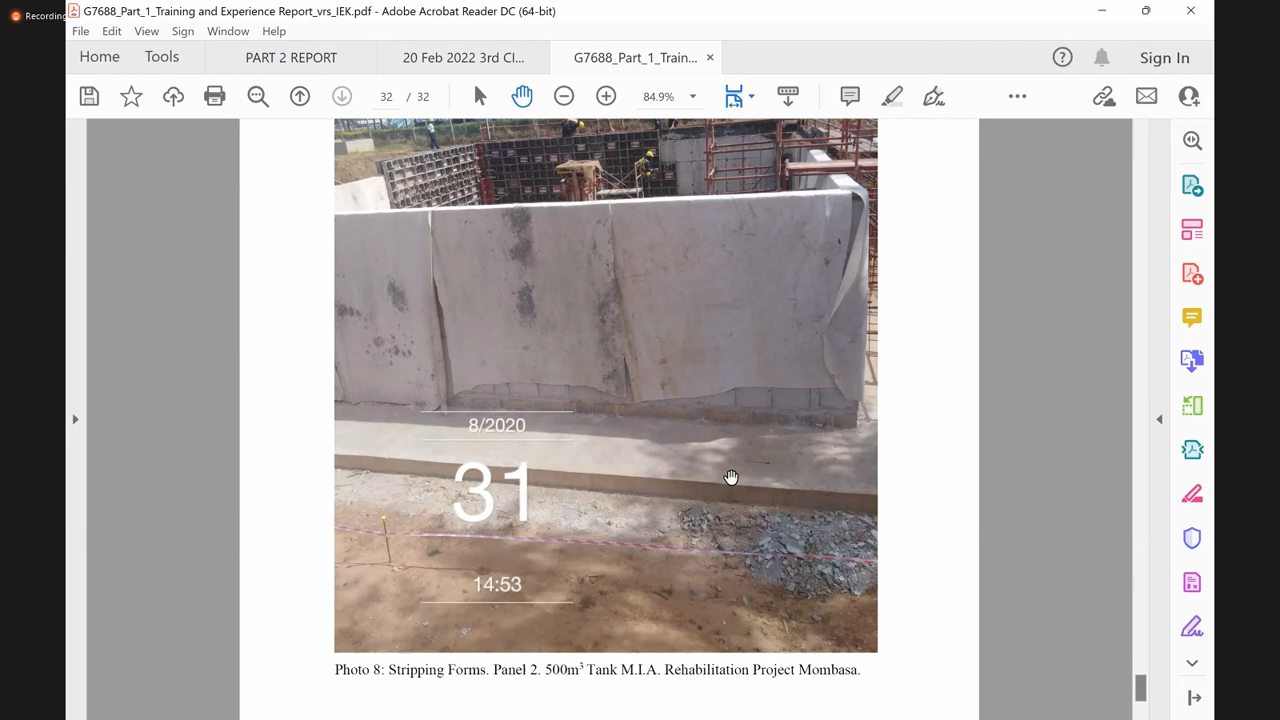 Recording
G7688_Part_1_Training and Experience Report_vrs_IEK.pdf - Adobe Acrobat Reader DC (64-bit)
File Edit View Sign Window Help
Home Tools PART 2 REPORT 20 Feb 2022 3rd Cl... G7688_Part_1_Train... × Sign In
32 / 32 84.9%
8/2020
31
14:53
Photo 8: Stripping Forms. Panel 2. 500m³ Tank M.I.A. Rehabilitation Project Mombasa.